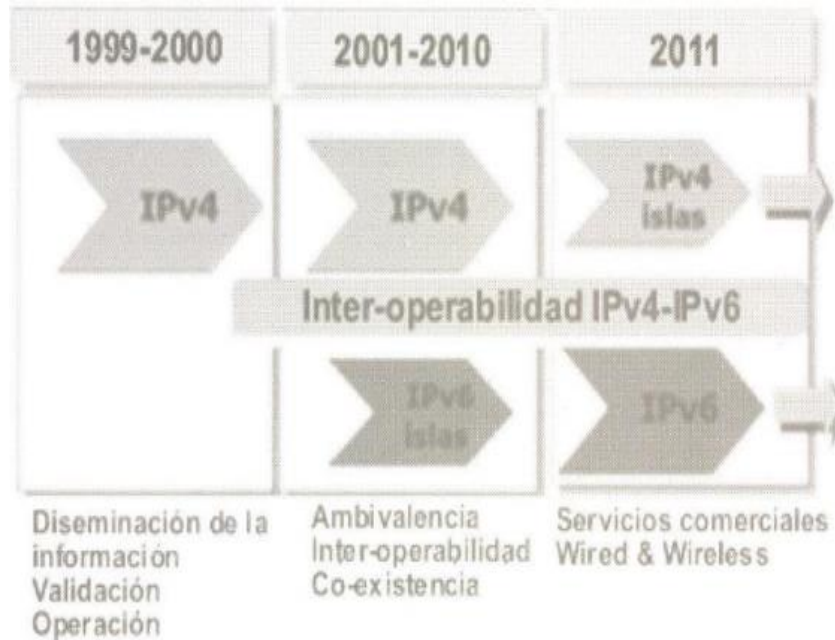 1999-2000
2001-2010
2011
IPv4
IPv4
IPv4
islas
Inter-operabilidad IPv4-IPv6
IPv6
islas
IPv6
Diseminación de la
información
Validación
Operación
Ambivalencia
Inter-operabilidad
Co-existencia
Servicios comerciales
Wired & Wireless